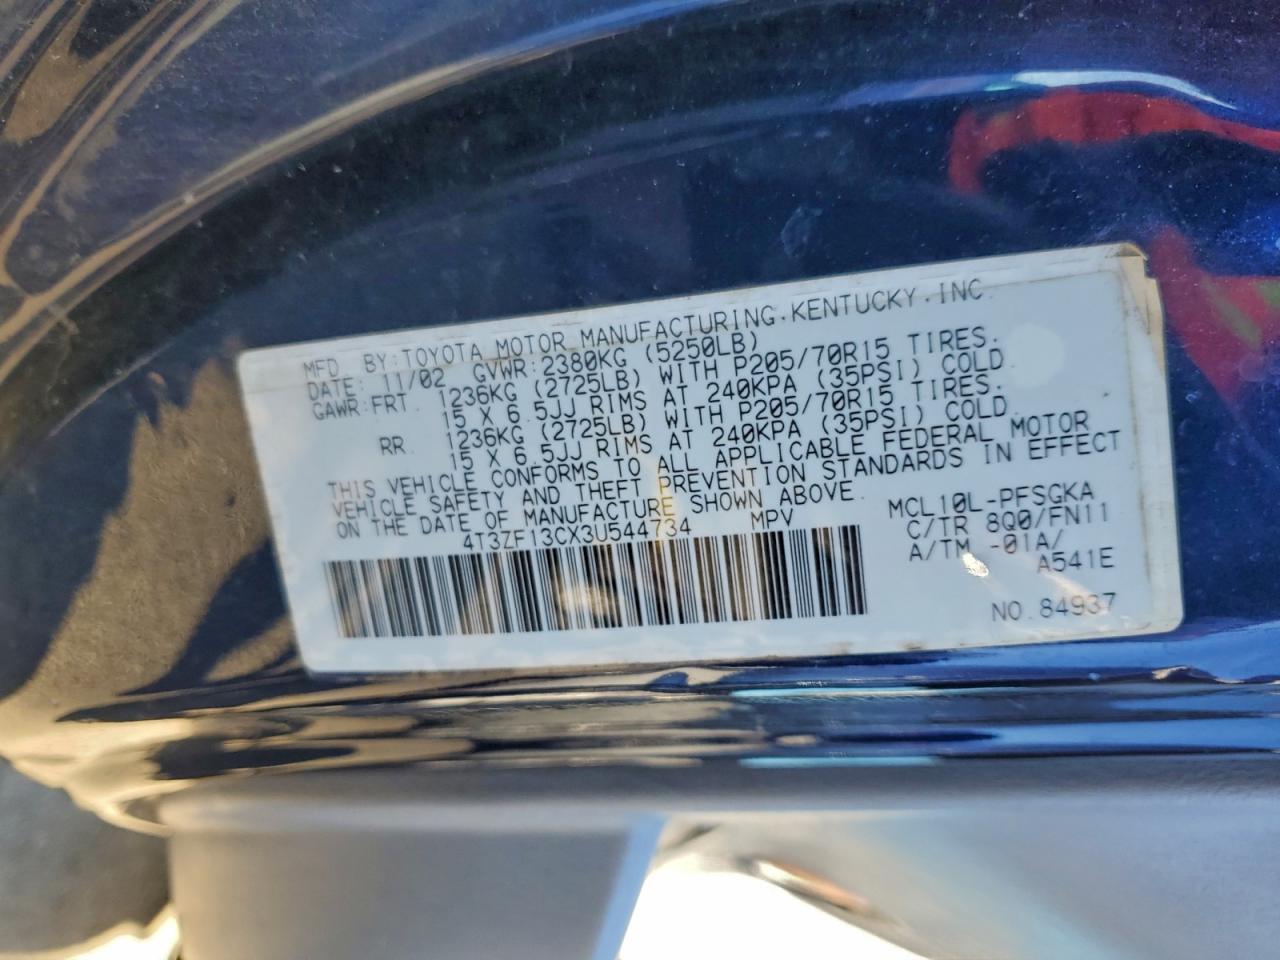 MFD. BY: TOYOTA MOTOR MANUFACTURING, KENTUCKY, INC.
DATE: 11/02 GVWR: 2380KG (5250LB)
GAWR: FRT. 1236KG (2725LB) WITH P205/70R15 TIRES.
15 X 6.5JJ RIMS AT 240KPA (35PSI) COLD.
RR. 1236KG (2725LB) WITH P205/70R15 TIRES.
15 X 6.5JJ RIMS AT 240KPA (35PSI) COLD.
THIS VEHICLE CONFORMS TO ALL APPLICABLE FEDERAL MOTOR
VEHICLE SAFETY AND THEFT PREVENTION STANDARDS IN EFFECT
ON THE DATE OF MANUFACTURE SHOWN ABOVE.
4T3ZF13CX3U544734 MPV
MCL10L-PFSGKA
C/TR 8Q0/FN11
A/TM -01A/
A541E
NO. 84937